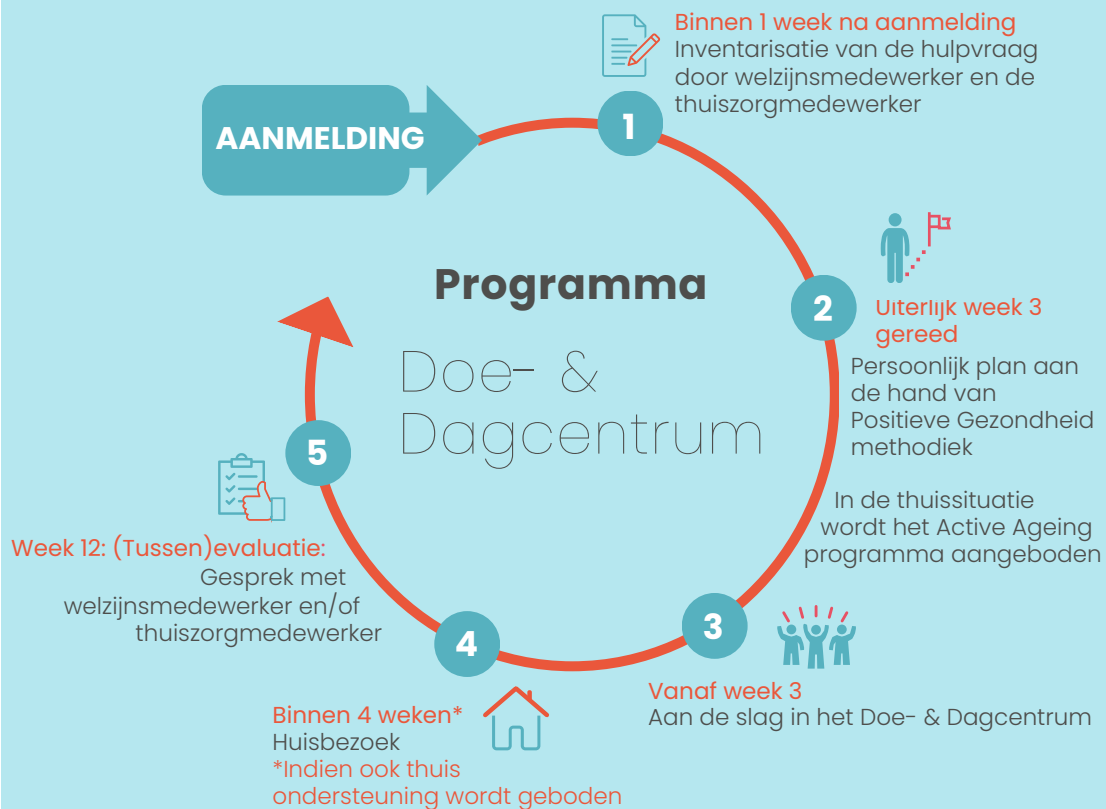 AANMELDING
1
Binnen 1 week na aanmelding
Inventarisatie van de hulpvraag
door welzijnsmedewerker en de
thuiszorgmedewerker
Programma
Doe- &
Dagcentrum
2
Uiterlijk week 3
gereed
Persoonlijk plan aan
de hand van
Positieve Gezondheid
methodiek
In de thuissituatie
wordt het Active Ageing
programma aangeboden
3
Vanaf week 3
Aan de slag in het Doe- & Dagcentrum
4
Binnen 4 weken*
Huisbezoek
*Indien ook thuis
ondersteuning wordt geboden
5
Week 12: (Tussen)evaluatie:
Gesprek met
welzijnsmedewerker en/of
thuiszorgmedewerker